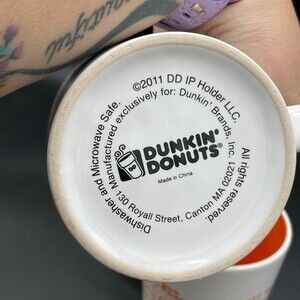 ©2011 DD IP Holder LLC.
All rights reserved.
Dishwasher and Microwave Safe.
Manufactured exclusively for: Dunkin' Brands, Inc.
130 Royall Street, Canton MA 02021
DUNKIN'
DONUTS®
Made in China